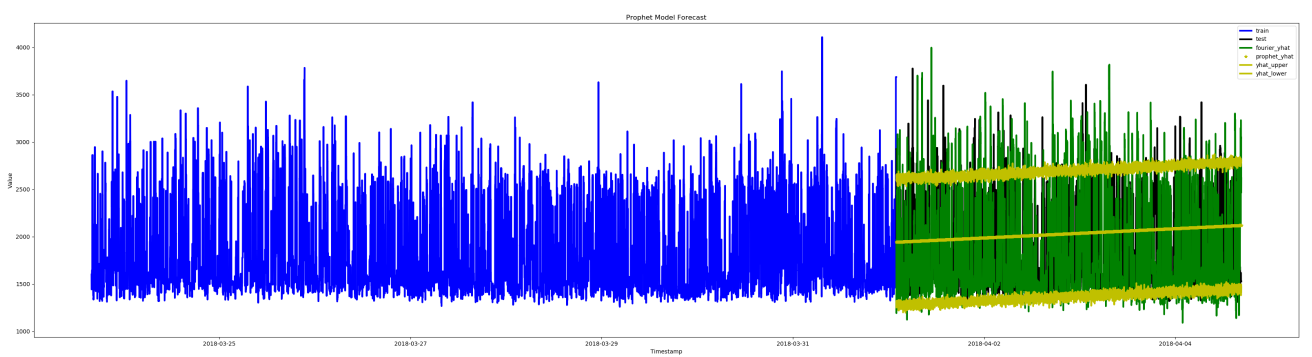 Prophet Model Forecast
train
test
fourier_yhat
prophet_yhat
yhat_upper
yhat_lower
4000
3500
3000
2500
2000
1500
1000
Value
2018-03-25
2018-03-27
2018-03-29
2018-03-31
2018-04-02
2018-04-04
Timestamp